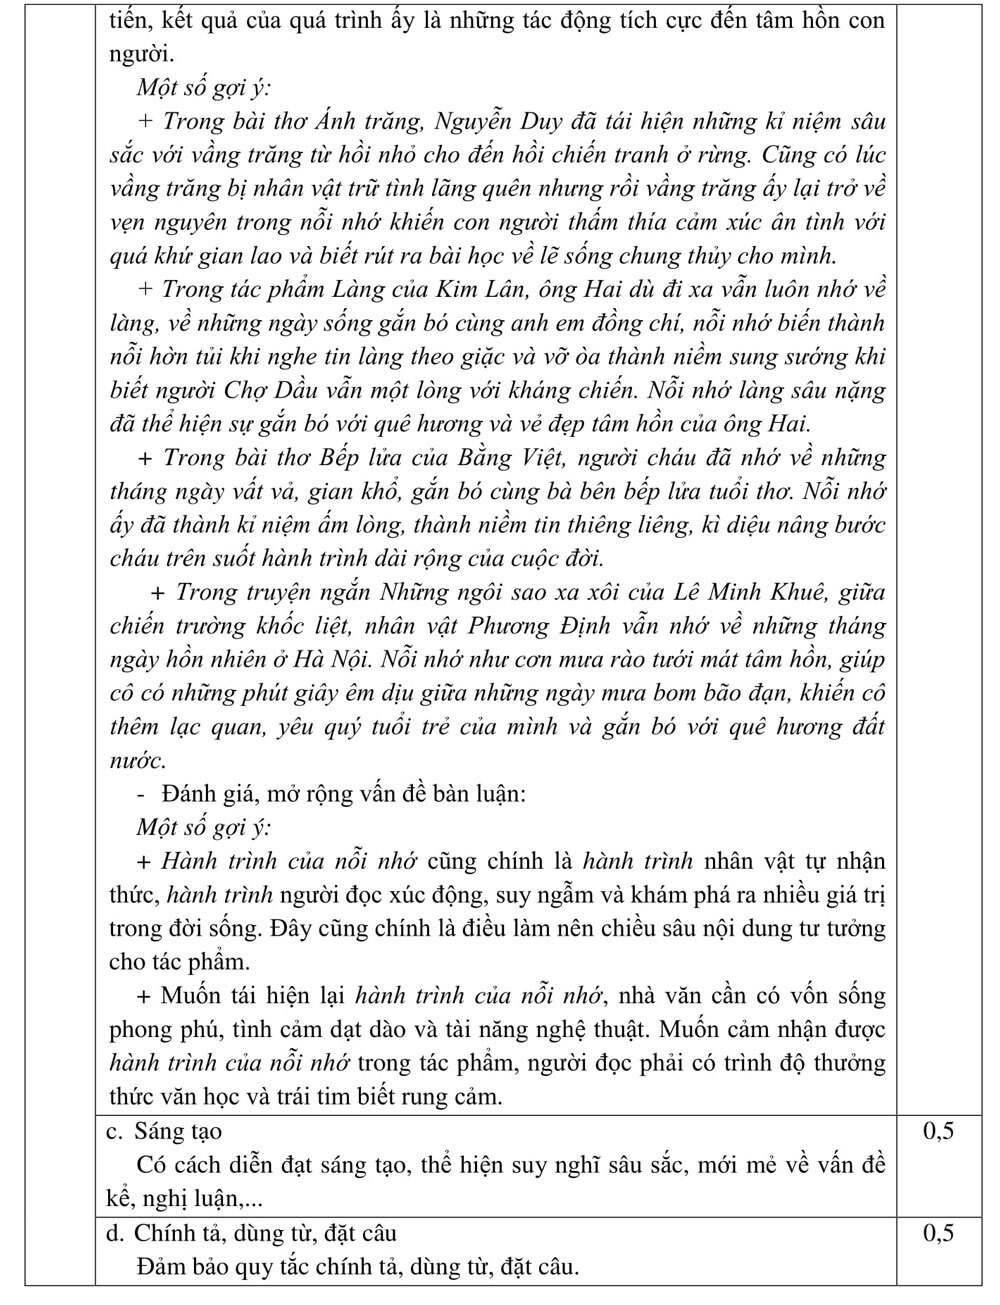 tiến, kết quả của quá trình ấy là những tác động tích cực đến tâm hồn con
người.
Một số gợi ý:
+ Trong bài thơ Ánh trăng, Nguyễn Duy đã tái hiện những kỉ niệm sâu
sắc với vầng trăng từ hồi nhỏ cho đến hồi chiến tranh ở rừng. Cũng có lúc
vầng trăng bị nhân vật trữ tình lãng quên nhưng rồi vầng trăng ấy lại trở về
vẹn nguyên trong nỗi nhớ khiến con người thấm thía cảm xúc ân tình với
quá khứ gian lao và biết rút ra bài học về lẽ sống chung thủy cho mình.
+ Trong tác phẩm Làng của Kim Lân, ông Hai dù đi xa vẫn luôn nhớ về
làng, về những ngày sống gắn bó cùng anh em đồng chí, nỗi nhớ biến thành
nỗi hờn tủi khi nghe tin làng theo giặc và vỡ òa thành niềm sung sướng khi
biết người Chợ Dầu vẫn một lòng với kháng chiến. Nỗi nhớ làng sâu nặng
đã thể hiện sự gắn bó với quê hương và vẻ đẹp tâm hồn của ông Hai.
+ Trong bài thơ Bếp lửa của Bằng Việt, người cháu đã nhớ về những
tháng ngày vất vả, gian khổ, gắn bó cùng bà bên bếp lửa tuổi thơ. Nỗi nhớ
ấy đã thành kỉ niệm ấm lòng, thành niềm tin thiêng liêng, kì diệu nâng bước
cháu trên suốt hành trình dài rộng của cuộc đời.
+ Trong truyện ngắn Những ngôi sao xa xôi của Lê Minh Khuê, giữa
chiến trường khốc liệt, nhân vật Phương Định vẫn nhớ về những tháng
ngày hồn nhiên ở Hà Nội. Nỗi nhớ như cơn mưa rào tưới mát tâm hồn, giúp
cô có những phút giây êm dịu giữa những ngày mưa bom bão đạn, khiến cô
thêm lạc quan, yêu quý tuổi trẻ của mình và gắn bó với quê hương đất
nước.
- Đánh giá, mở rộng vấn đề bàn luận:
Một số gợi ý:
+ Hành trình của nỗi nhớ cũng chính là hành trình nhân vật tự nhận
thức, hành trình người đọc xúc động, suy ngẫm và khám phá ra nhiều giá trị
trong đời sống. Đây cũng chính là điều làm nên chiều sâu nội dung tư tưởng
cho tác phẩm.
+ Muốn tái hiện lại hành trình của nỗi nhớ, nhà văn cần có vốn sống
phong phú, tình cảm dạt dào và tài năng nghệ thuật. Muốn cảm nhận được
hành trình của nỗi nhớ trong tác phẩm, người đọc phải có trình độ thưởng
thức văn học và trái tim biết rung cảm.
c. Sáng tạo 0,5
Có cách diễn đạt sáng tạo, thể hiện suy nghĩ sâu sắc, mới mẻ về vấn đề
kể, nghị luận,...
d. Chính tả, dùng từ, đặt câu 0,5
Đảm bảo quy tắc chính tả, dùng từ, đặt câu.